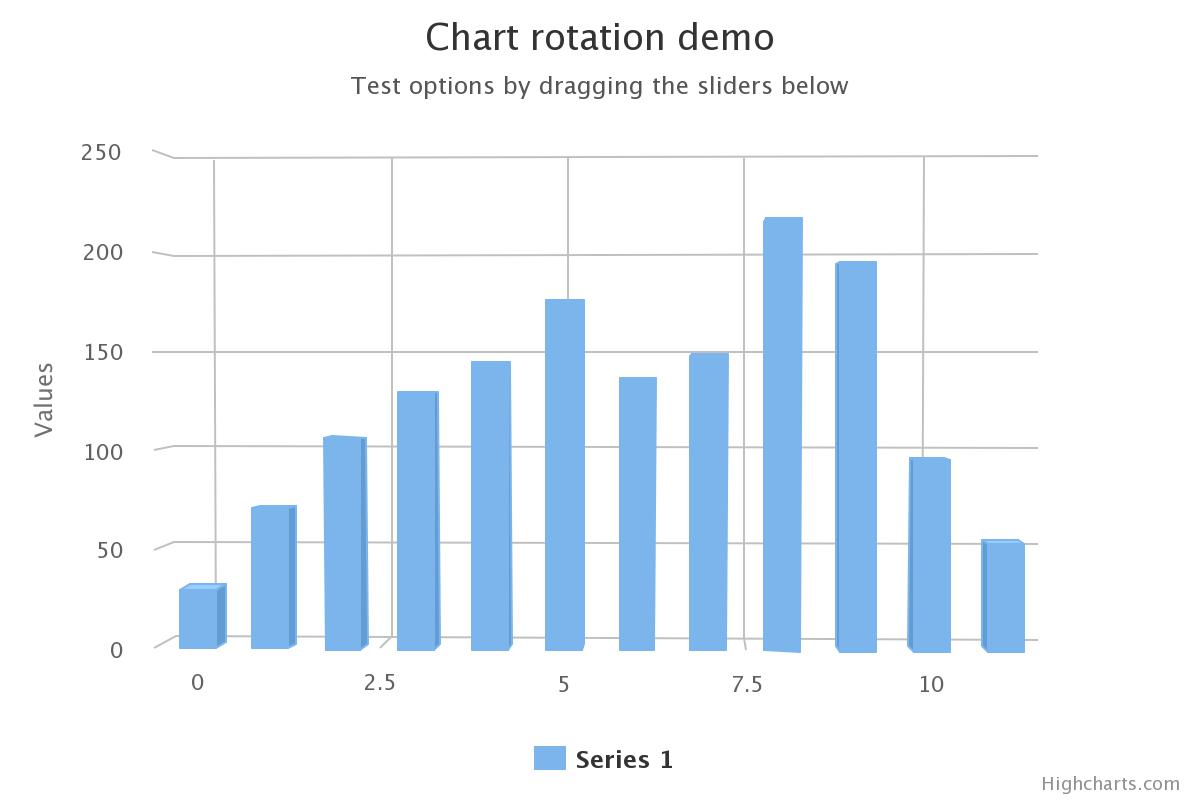 Chart rotation demo
Test options by dragging the sliders below
250
200
150
100
50
0
Values
0 2.5 5 7.5 10
Series 1
Highcharts.com